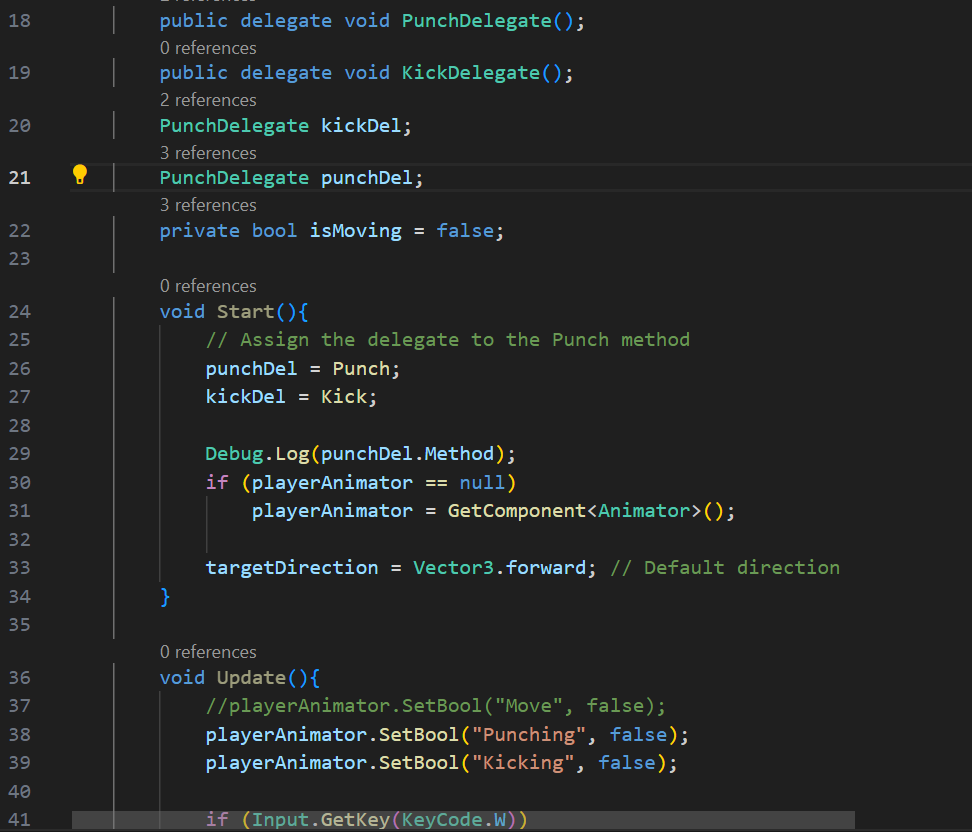 18 public delegate void PunchDelegate();
0 references
19 public delegate void KickDelegate();
2 references
20 PunchDelegate kickDel;
3 references
21 PunchDelegate punchDel;
3 references
22 private bool isMoving = false;
23
0 references
24 void Start(){
25 // Assign the delegate to the Punch method
26 punchDel = Punch;
27 kickDel = Kick;
28
29 Debug.Log(punchDel.Method);
30 if (playerAnimator == null)
31 playerAnimator = GetComponent<Animator>();
32
33 targetDirection = Vector3.forward; // Default direction
34 }
35
0 references
36 void Update(){
37 //playerAnimator.SetBool("Move", false);
38 playerAnimator.SetBool("Punching", false);
39 playerAnimator.SetBool("Kicking", false);
40
41 if (Input.GetKey(KeyCode.W))